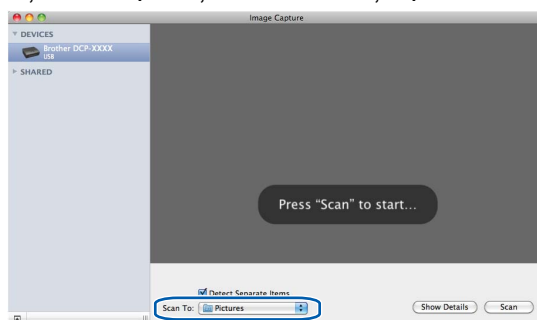 Image Capture
DEVICES
Brother DCP-XXXX
USB
SHARED
Press “Scan” to start...
Detect Separate Items
Scan To: Pictures
Show Details
Scan